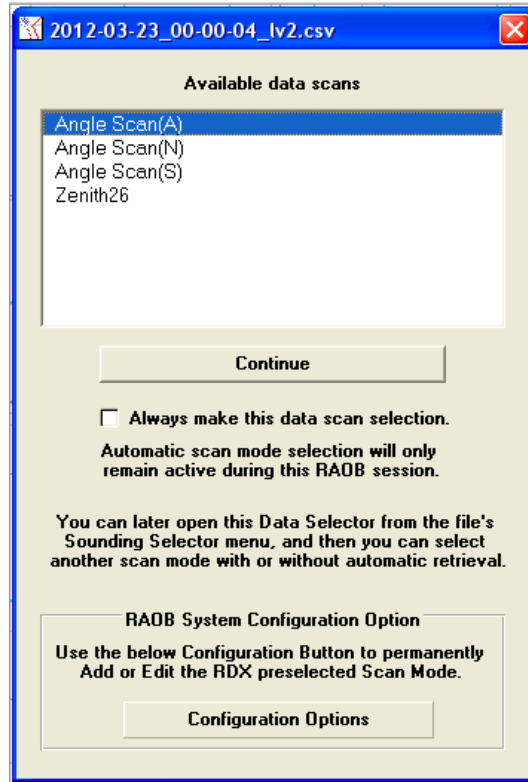 2012-03-23_00-00-04_lv2.csv
Available data scans
Angle Scan(A)
Angle Scan(N)
Angle Scan(S)
Zenith26
Continue
Always make this data scan selection.
Automatic scan mode selection will only
remain active during this RAOB session.
You can later open this Data Selector from the file's
Sounding Selector menu, and then you can select
another scan mode with or without automatic retrieval.
RAOB System Configuration Option
Use the below Configuration Button to permanently
Add or Edit the RDX preselected Scan Mode.
Configuration Options